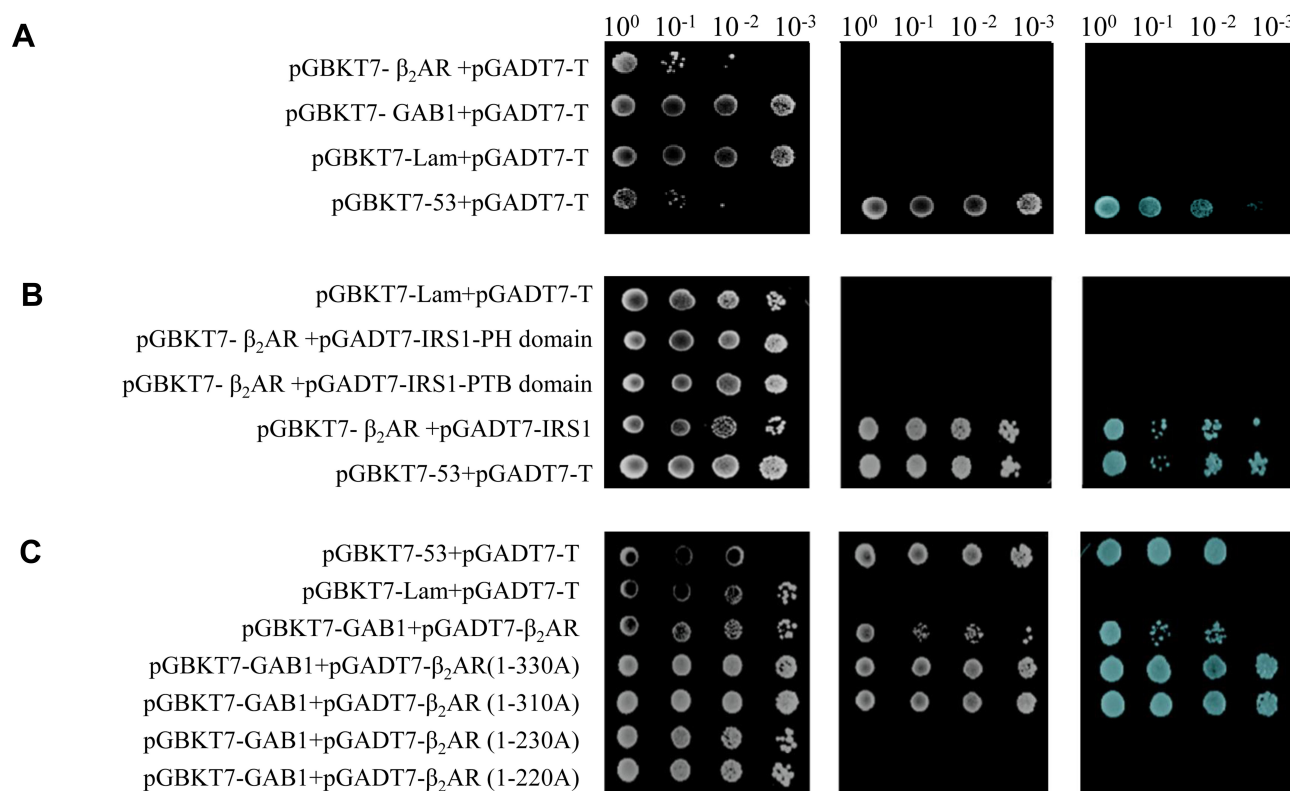 A
10⁰ 10⁻¹ 10⁻² 10⁻³ 10⁰ 10⁻¹ 10⁻² 10⁻³ 10⁰ 10⁻¹ 10⁻² 10⁻³
pGBKT7- β₂AR +pGADT7-T
pGBKT7- GAB1+pGADT7-T
pGBKT7-Lam+pGADT7-T
pGBKT7-53+pGADT7-T
B
pGBKT7-Lam+pGADT7-T
pGBKT7- β₂AR +pGADT7-IRS1-PH domain
pGBKT7- β₂AR +pGADT7-IRS1-PTB domain
pGBKT7- β₂AR +pGADT7-IRS1
pGBKT7-53+pGADT7-T
C
pGBKT7-53+pGADT7-T
pGBKT7-Lam+pGADT7-T
pGBKT7-GAB1+pGADT7-β₂AR
pGBKT7-GAB1+pGADT7-β₂AR(1-330A)
pGBKT7-GAB1+pGADT7-β₂AR (1-310A)
pGBKT7-GAB1+pGADT7-β₂AR (1-230A)
pGBKT7-GAB1+pGADT7-β₂AR (1-220A)